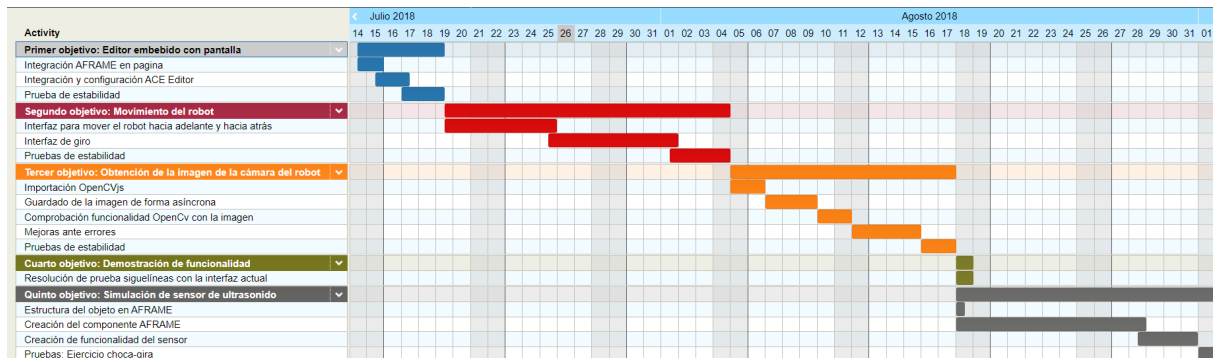 Julio 2018 Agosto 2018
Activity 14 15 16 17 18 19 20 21 22 23 24 25 26 27 28 29 30 31 01 02 03 04 05 06 07 08 09 10 11 12 13 14 15 16 17 18 19 20 21 22 23 24 25 26 27 28 29 30 31 01
Primer objetivo: Editor embebido con pantalla
Integración AFRAME en pagina
Integración y configuración ACE Editor
Prueba de estabilidad
Segundo objetivo: Movimiento del robot
Interfaz para mover el robot hacia adelante y hacia atrás
Interfaz de giro
Pruebas de estabilidad
Tercer objetivo: Obtención de la imagen de la cámara del robot
Importación OpenCVjs
Guardado de la imagen de forma asíncrona
Comprobación funcionalidad OpenCv con la imagen
Mejoras ante errores
Pruebas de estabilidad
Cuarto objetivo: Demostración de funcionalidad
Resolución de prueba siguelíneas con la interfaz actual
Quinto objetivo: Simulación de sensor de ultrasonido
Estructura del objeto en AFRAME
Creación del componente AFRAME
Creación de funcionalidad del sensor
Pruebas: Ejercicio choca-gira